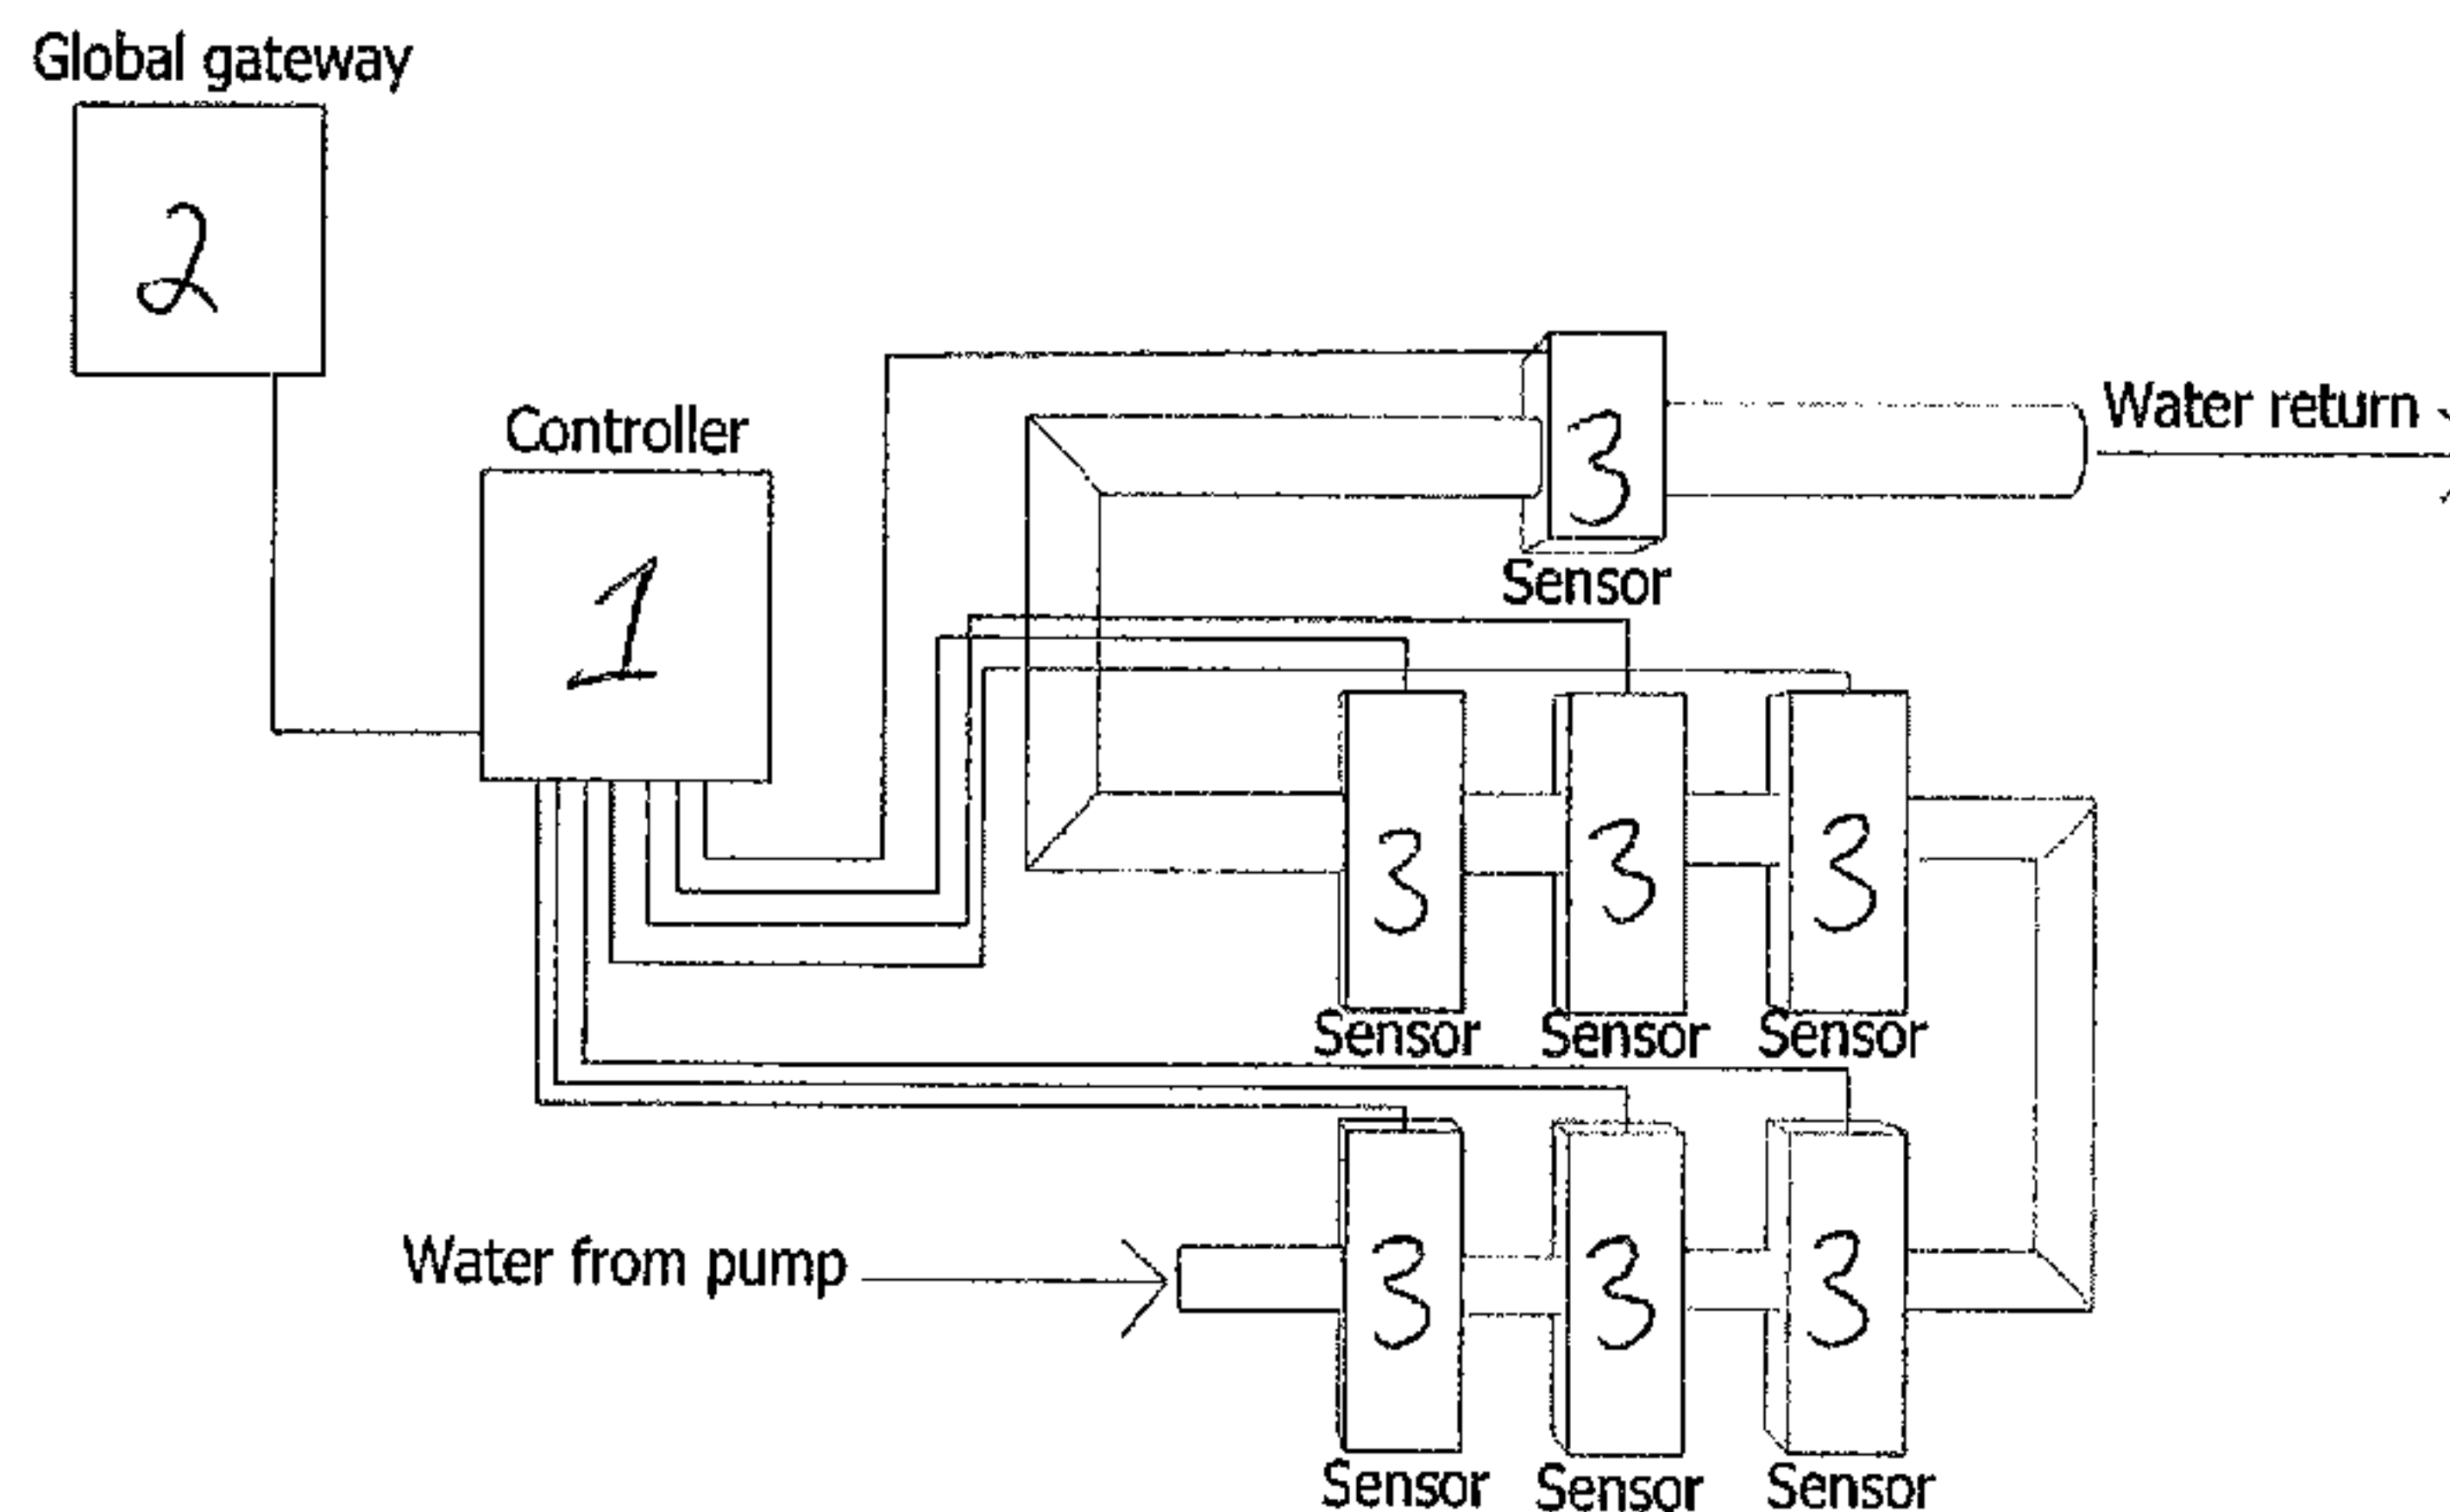 Global gateway
2
Controller
1
Water return
3
Sensor
3 3 3
Sensor Sensor Sensor
Water from pump
3 3 3
Sensor Sensor Sensor